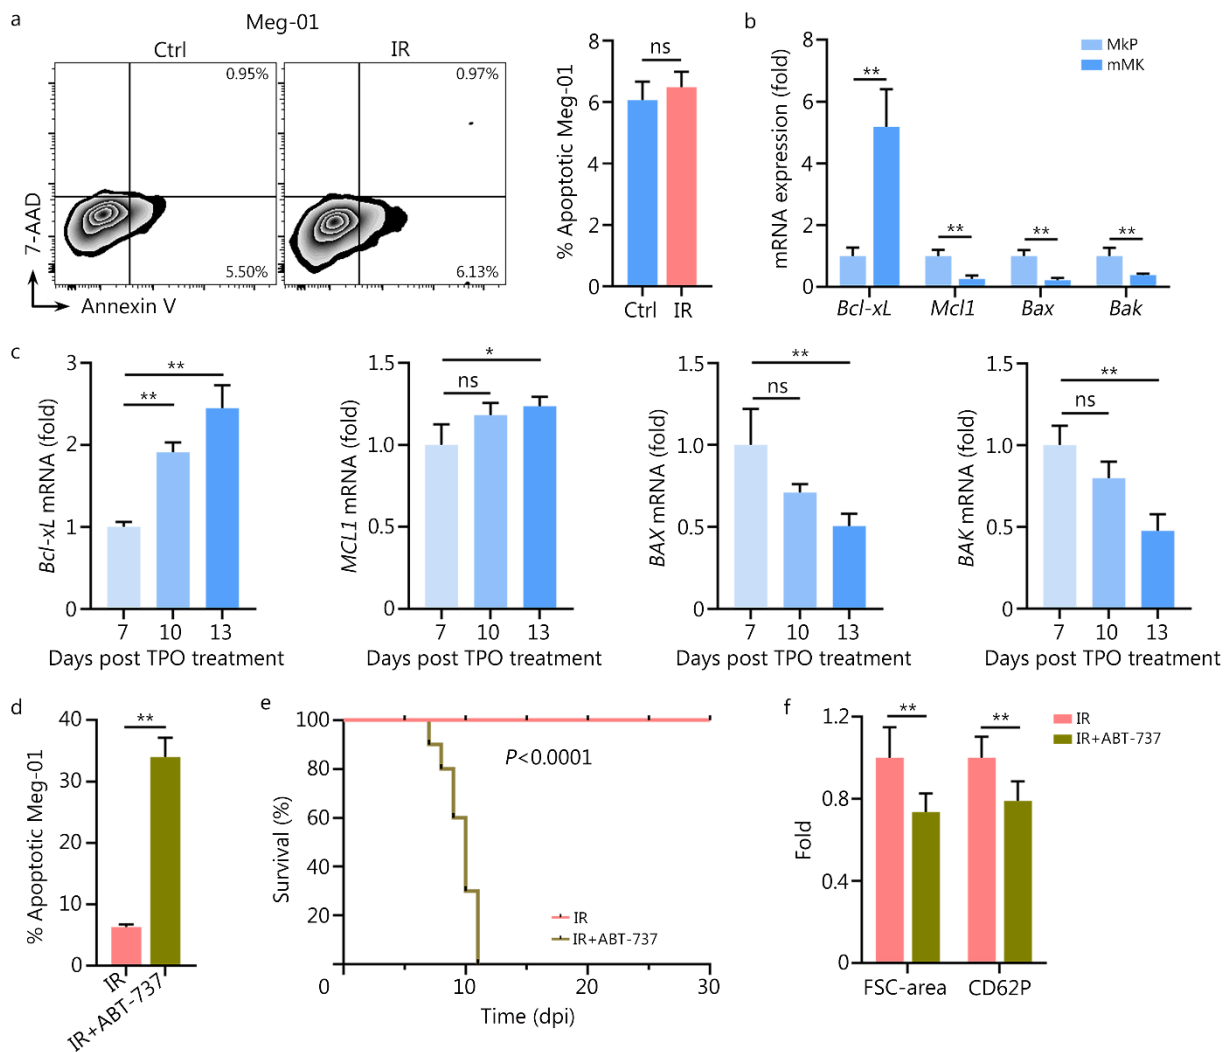 a
Meg-01
Ctrl
IR
0.95%
0.97%
5.50%
6.13%
7-AAD
Annexin V
% Apoptotic Meg-01
8
6
4
2
0
ns
Ctrl
IR
b
mRNA expression (fold)
8
6
4
2
0
MkP
mMK
**
**
**
**
Bcl-xL
Mcl1
Bax
Bak
c
Bcl-xL mRNA (fold)
3
2
1
0
**
**
7
10
13
Days post TPO treatment
MCL1 mRNA (fold)
1.5
1.0
0.5
0
*
ns
7
10
13
Days post TPO treatment
BAX mRNA (fold)
1.5
1.0
0.5
0
**
ns
7
10
13
Days post TPO treatment
BAK mRNA (fold)
1.5
1.0
0.5
0
**
ns
7
10
13
Days post TPO treatment
d
% Apoptotic Meg-01
40
30
20
10
0
**
IR
IR+ABT-737
e
Survival (%)
100
80
60
40
20
0
10
20
30
P<0.0001
IR
IR+ABT-737
Time (dpi)
f
Fold
1.2
0.8
0.4
0
**
**
IR
IR+ABT-737
FSC-area
CD62P